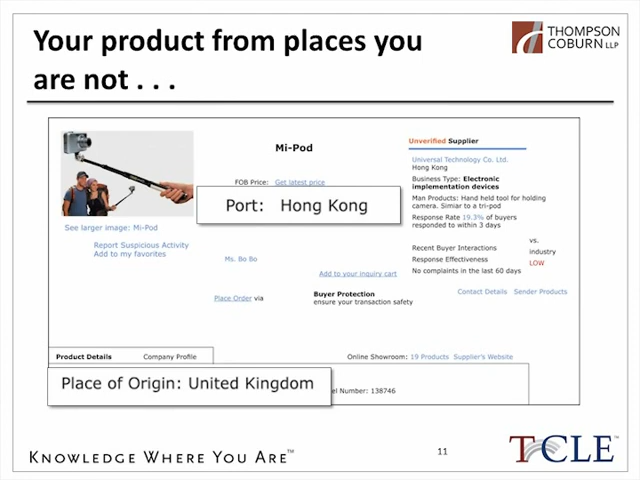 Your product from places you
are not . . .
THOMPSON
COBURN LLP
Mi-Pod
FOB Price: Get latest price
Port: Hong Kong
See larger image: Mi-Pod
Report Suspicious Activity
Add to my favorites
Ms. Bo Bo
Add to your inquiry cart
Place Order via
Buyer Protection
ensure your transaction safety
Unverified Supplier
Universal Technology Co. Ltd.
Hong Kong
Business Type: Electronic
implementation devices
Man Products: Hand held tool for holding
camera. Simiar to a tri-pod
Response Rate 19.3% of buyers
responded to within 3 days
Recent Buyer Interactions
Response Effectiveness
No complaints in the last 60 days
vs.
industry
LOW
Contact Details Sender Products
Product Details Company Profile
Online Showroom: 19 Products Supplier's Website
Place of Origin: United Kingdom
Number: 138746
KNOWLEDGE WHERE YOU ARE™
11
TCLE™